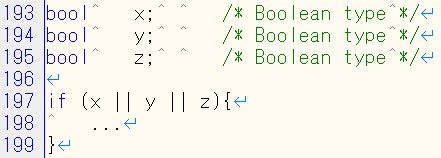 193 bool^ x;^ ^ /* Boolean type^*/↵
194 bool^ y;^ ^ /* Boolean type^*/↵
195 bool^ z;^ ^ /* Boolean type^*/↵
196 ↵
197 if (x || y || z){↵
198 ^ ...↵
199 }↵